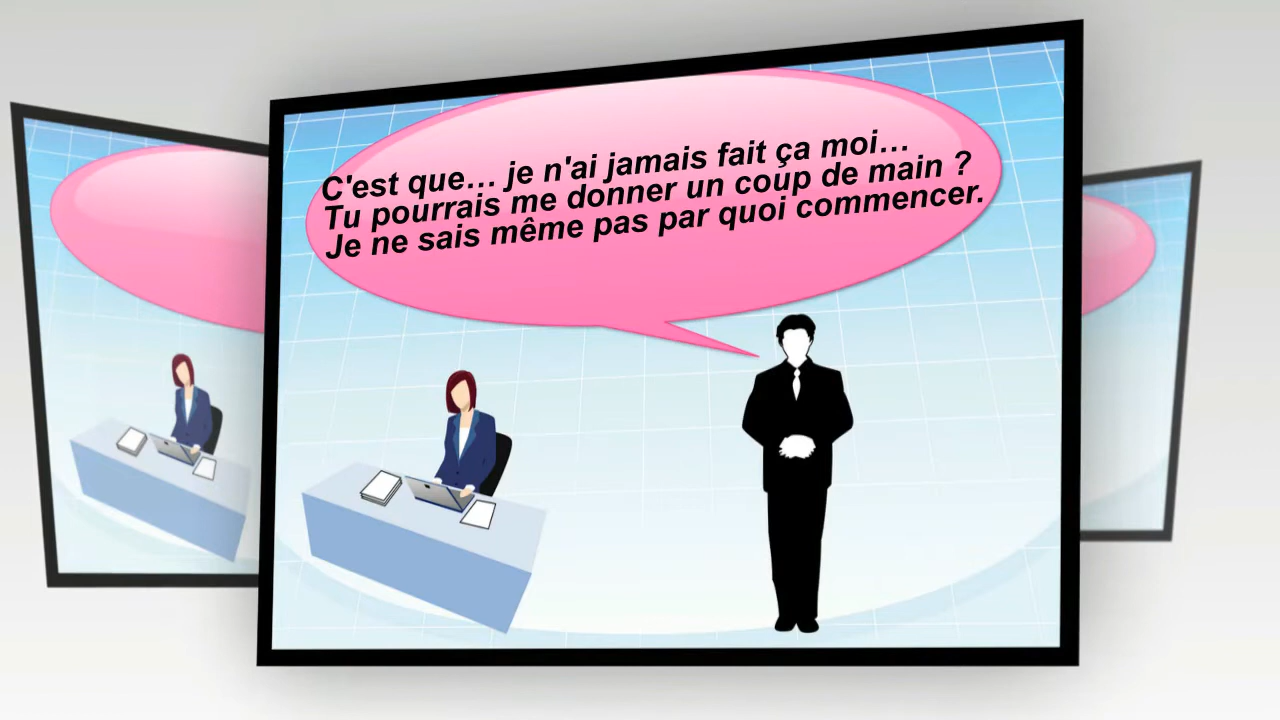 C'est que… je n'ai jamais fait ça moi…
Tu pourrais me donner un coup de main ?
Je ne sais même pas par quoi commencer.